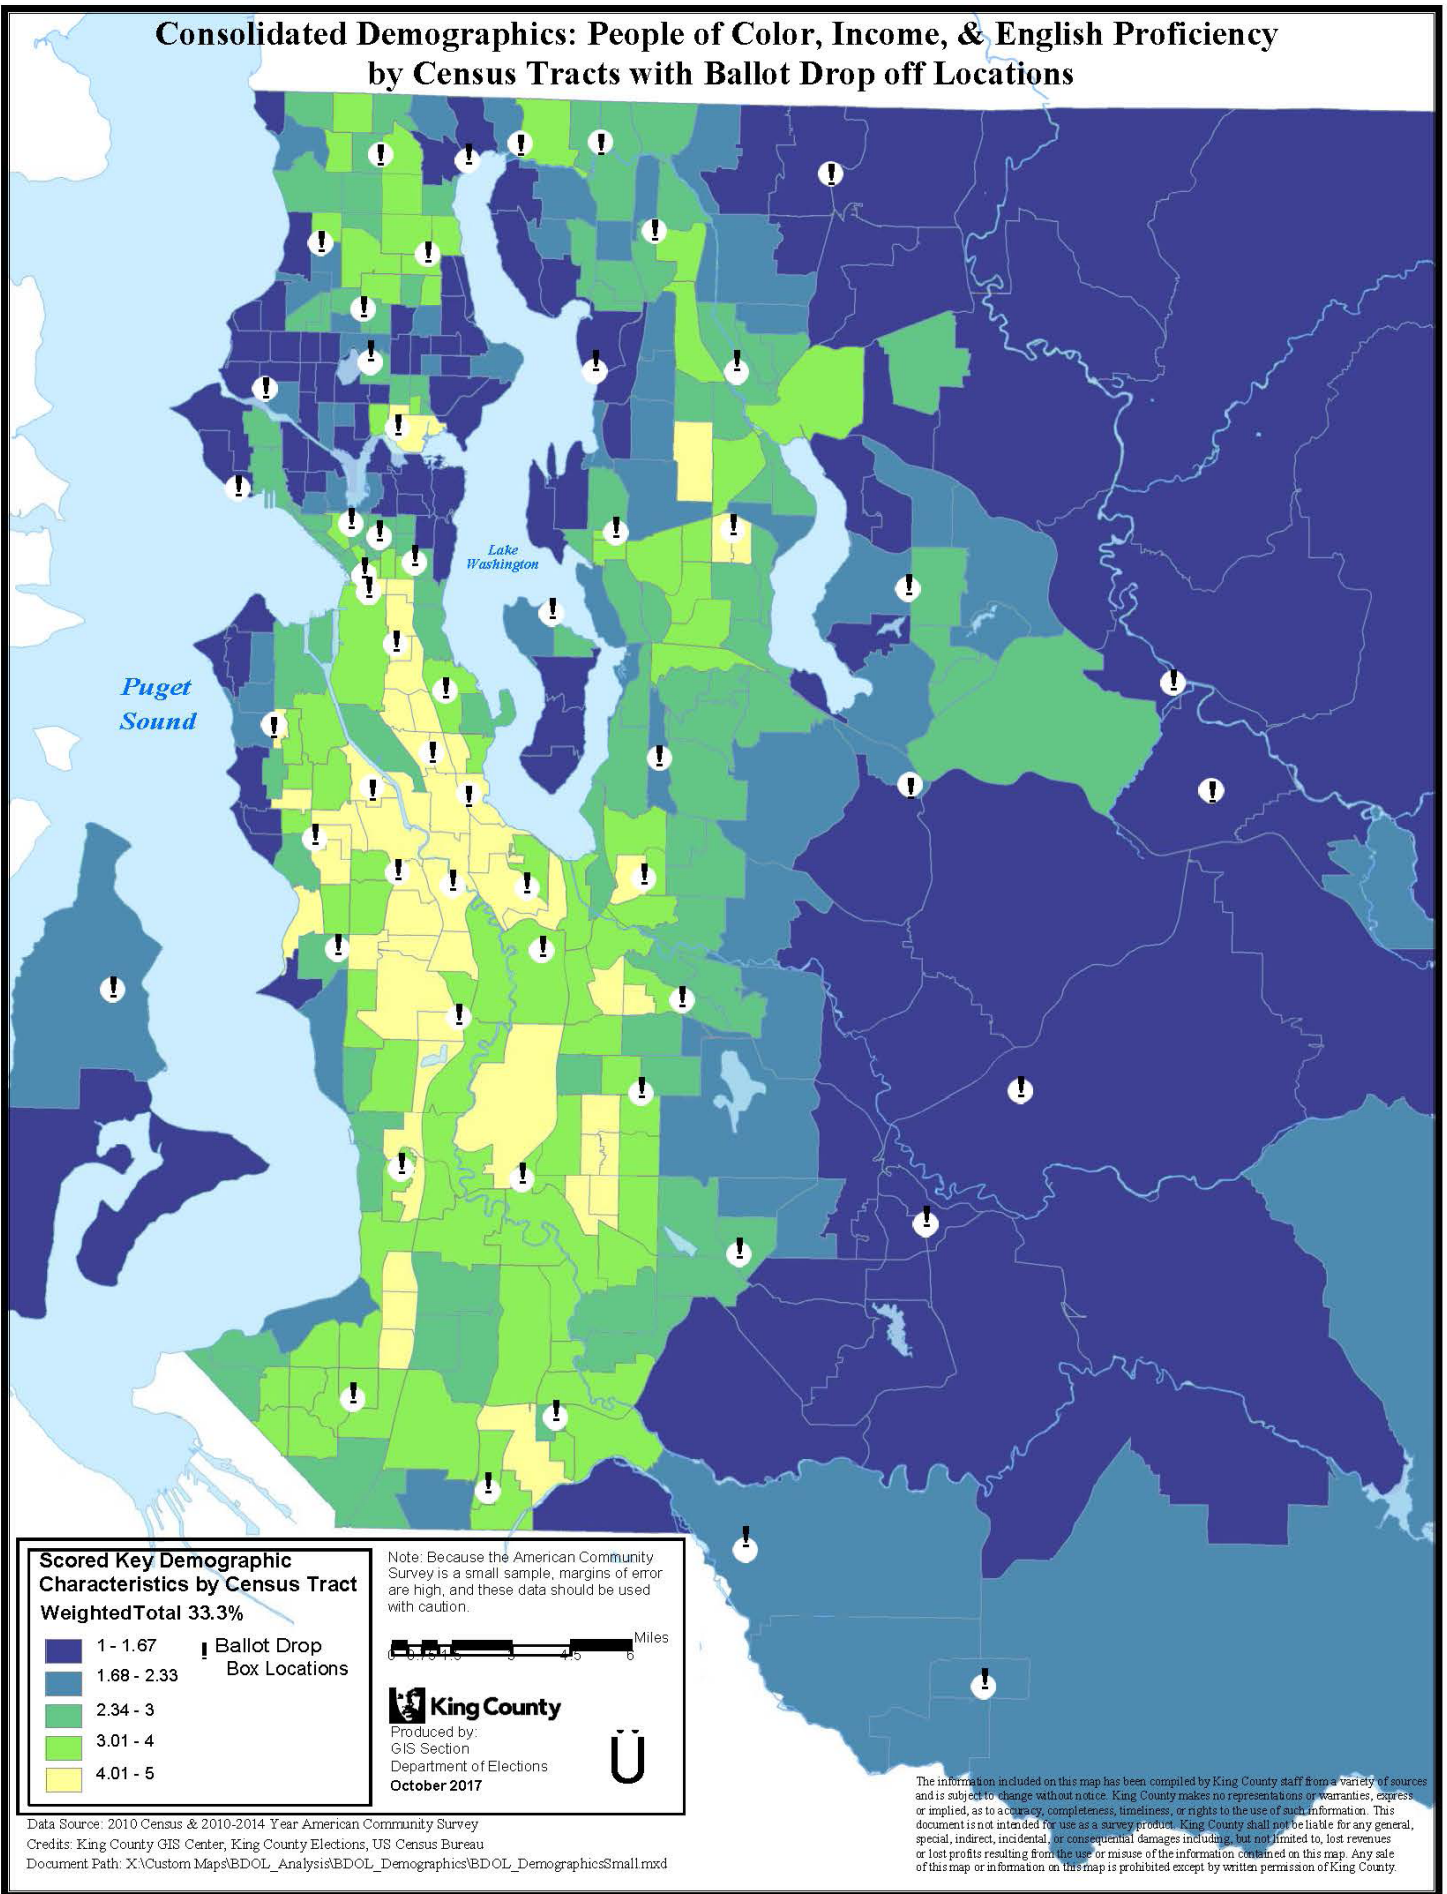 Consolidated Demographics: People of Color, Income, & English Proficiency
by Census Tracts with Ballot Drop off Locations
Lake
Washington
Puget
Sound
Scored Key Demographic
Characteristics by Census Tract
WeightedTotal 33.3%
1 - 1.67
1.68 - 2.33
2.34 - 3
3.01 - 4
4.01 - 5
! Ballot Drop
Box Locations
Note: Because the American Community
Survey is a small sample, margins of error
are high, and these data should be used
with caution.
Miles
0 0.75 1.5 3 4.5 6
King County
Produced by:
GIS Section
Department of Elections
October 2017
Ü
Data Source: 2010 Census & 2010-2014 Year American Community Survey
Credits: King County GIS Center, King County Elections, US Census Bureau
Document Path: X:\Custom Maps\BDOL_Analysis\BDOL_Demographics\BDOL_DemographicsSmall.mxd
The information included on this map has been compiled by King County staff from a variety of sources
and is subject to change without notice. King County makes no representations or warranties, express
or implied, as to accuracy, completeness, timeliness, or rights to the use of such information. This
document is not intended for use as a survey product. King County shall not be liable for any general,
special, indirect, incidental, or consequential damages including, but not limited to, lost revenues
or lost profits resulting from the use or misuse of the information contained on this map. Any sale
of this map or information on this map is prohibited except by written permission of King County.